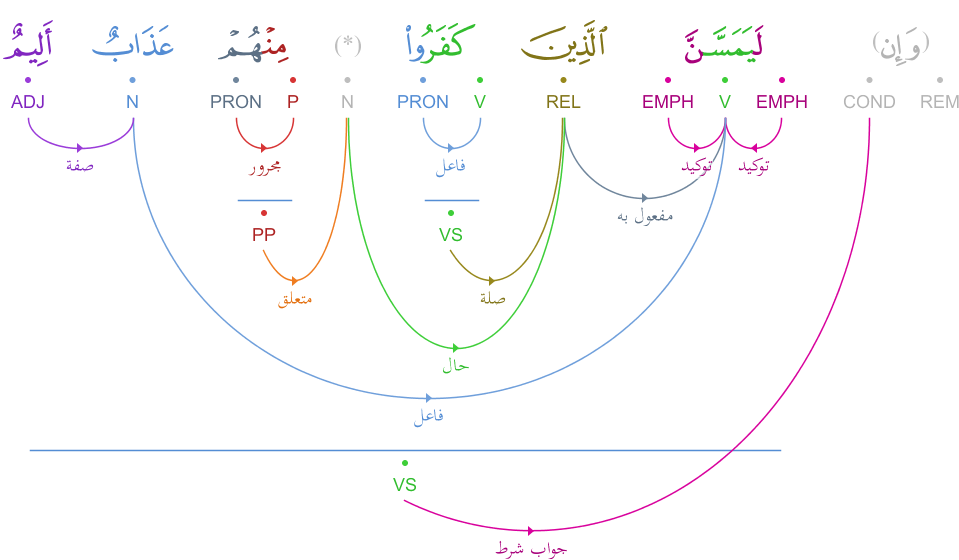 (وَإِن) لَيَمَسَّنَّ ٱلَّذِينَ كَفَرُوا۟ (*) مِنْهُمْ عَذَابٌ أَلِيمٌ
REM COND EMPH V EMPH REL V PRON N P PRON N ADJ
توكيد توكيد فاعل مجرور صفة
مفعول به
VS PP
صلة متعلق
حال
فاعل
VS
جواب شرط